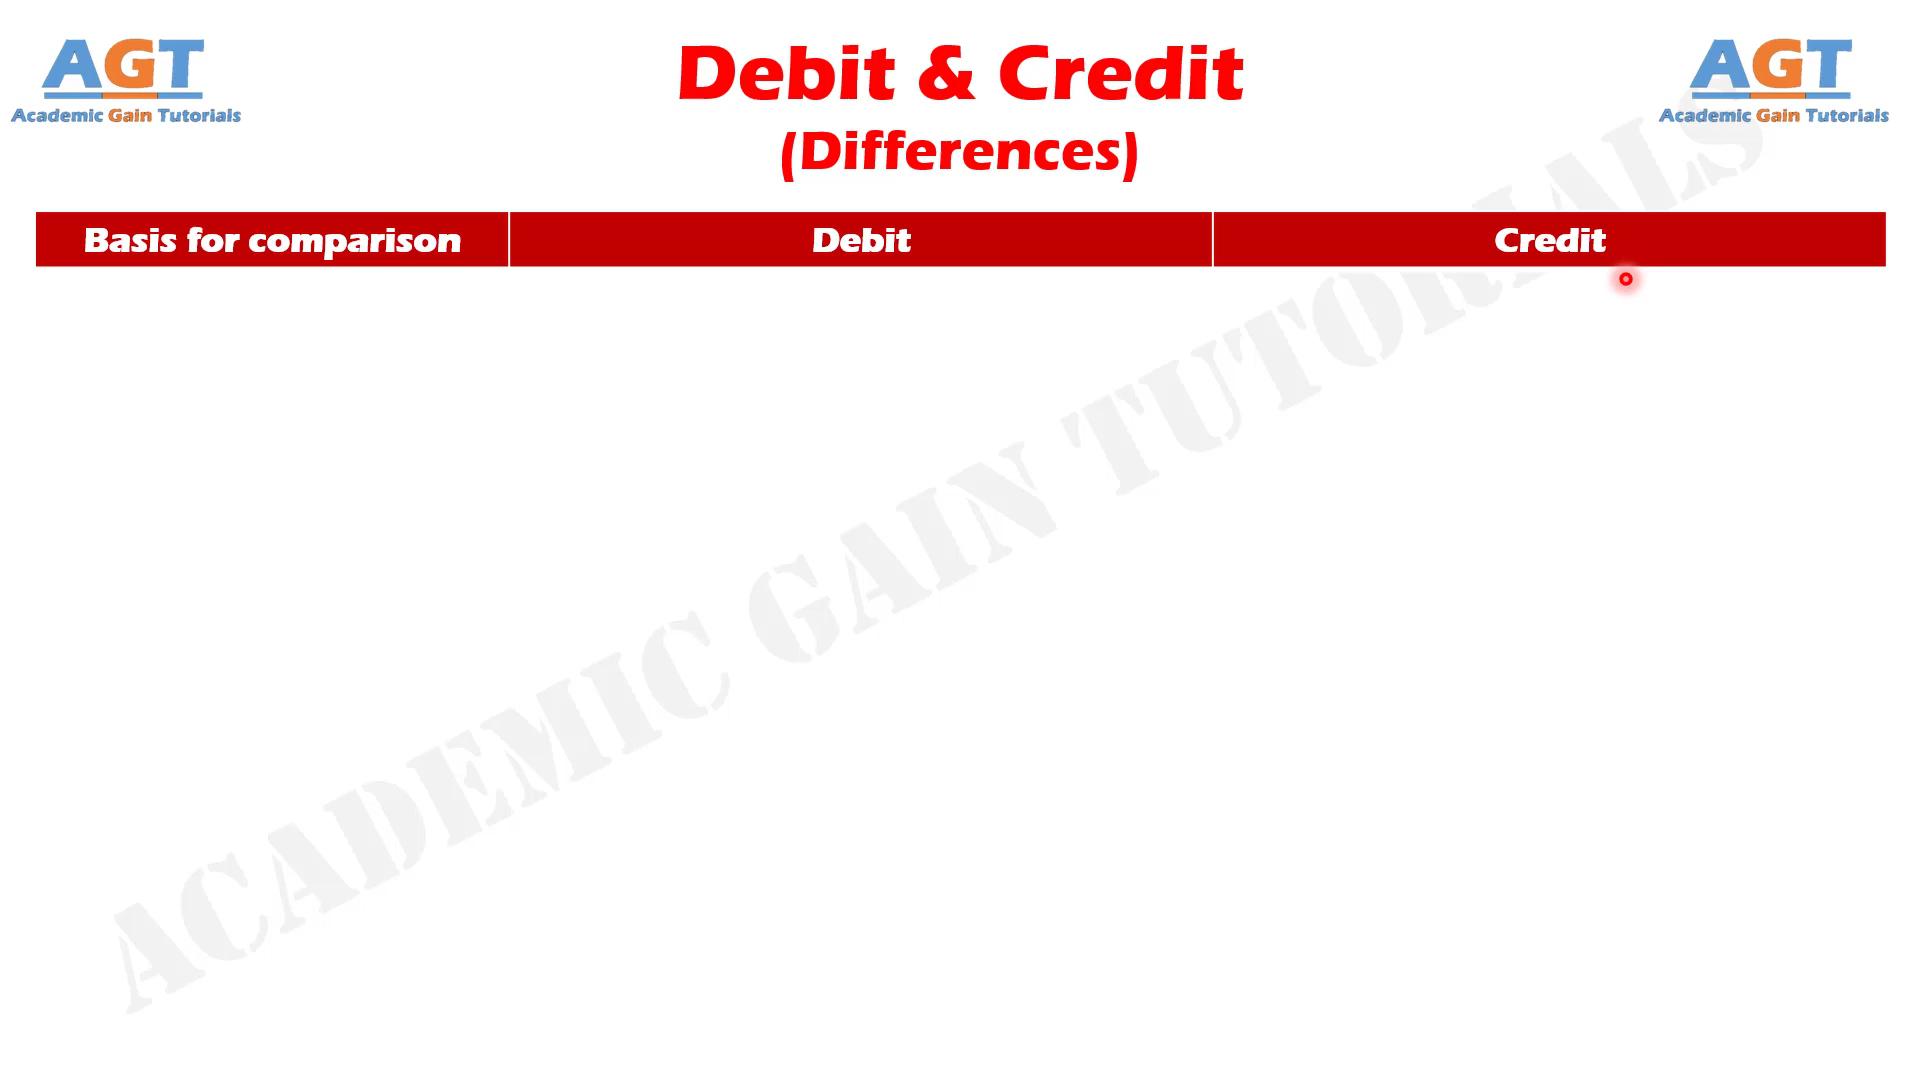 AGT
Academic Gain Tutorials
Debit & Credit
(Differences)
AGT
Academic Gain Tutorials
Basis for comparison
Debit
Credit
ACADEMIC GAIN TUTORIALS